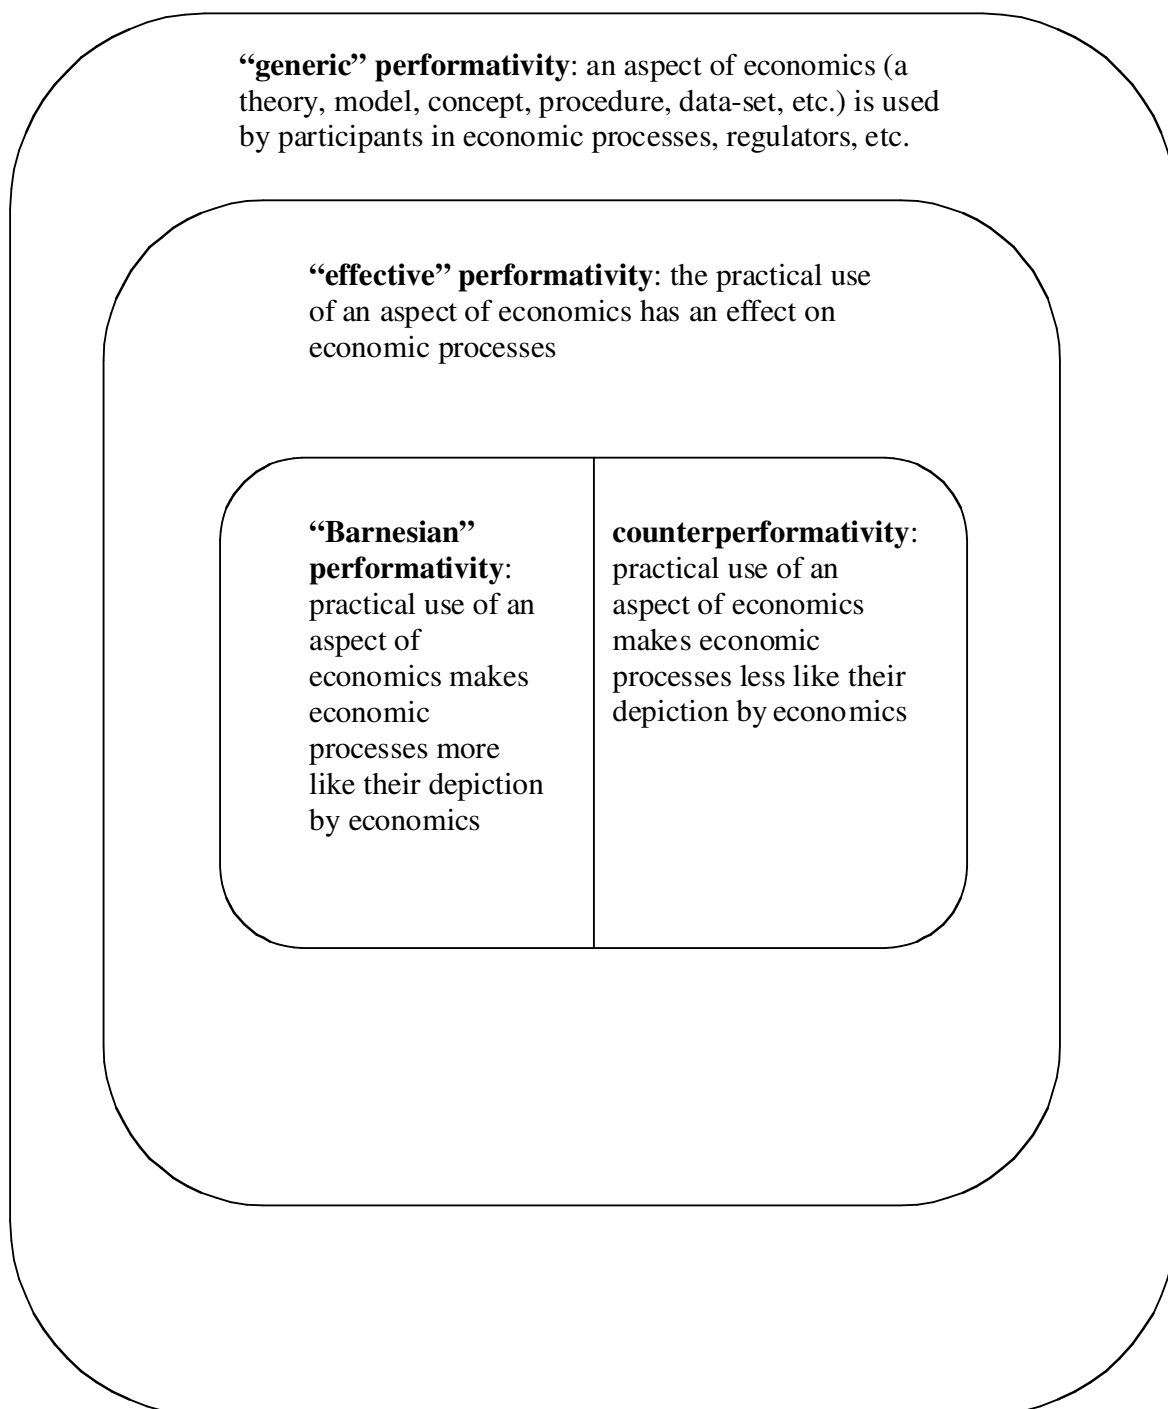 “generic” performativity: an aspect of economics (a
theory, model, concept, procedure, data-set, etc.) is used
by participants in economic processes, regulators, etc.
“effective” performativity: the practical use
of an aspect of economics has an effect on
economic processes
“Barnesian”
performativity:
practical use of an
aspect of
economics makes
economic
processes more
like their depiction
by economics
counterperformativity:
practical use of an
aspect of economics
makes economic
processes less like their
depiction by economics